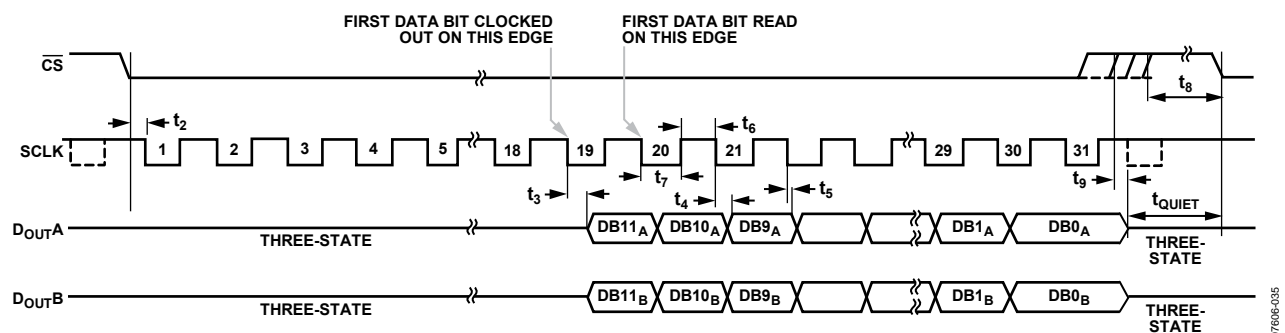 FIRST DATA BIT CLOCKED
OUT ON THIS EDGE
FIRST DATA BIT READ
ON THIS EDGE
CS
t8
t2
t6
SCLK
1
2
3
4
5
18
19
20
21
29
30
31
t3
t7
t4
t5
t9
tQUIET
DOUTA
THREE-STATE
DB11A
DB10A
DB9A
DB1A
DB0A
THREE-
STATE
DOUTB
THREE-STATE
DB11B
DB10B
DB9B
DB1B
DB0B
THREE-
STATE
7606-035